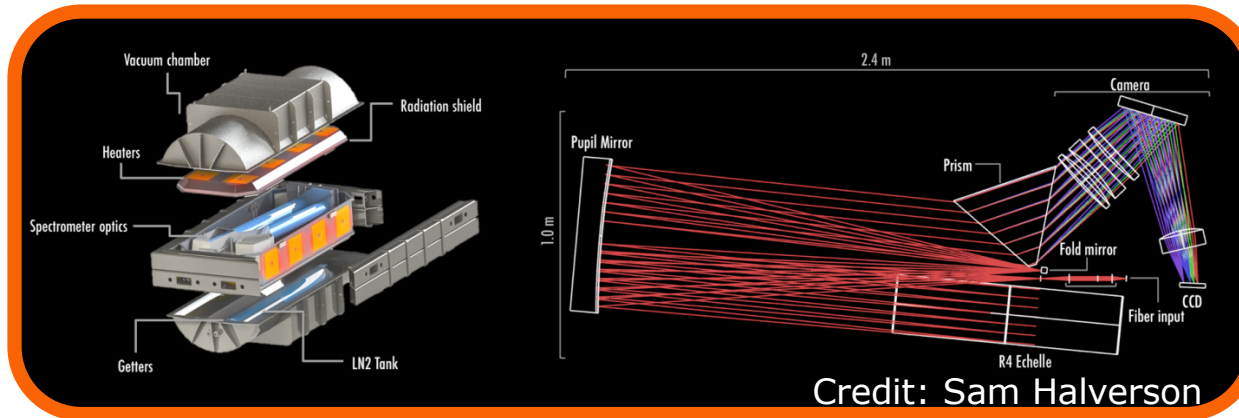 Vacuum chamber
Radiation shield
Heaters
Spectrometer optics
Getters
LN2 Tank
2.4 m
Camera
Pupil Mirror
Prism
1.0 m
Fold mirror
Fiber input
CCD
R4 Echelle
Credit: Sam Halverson